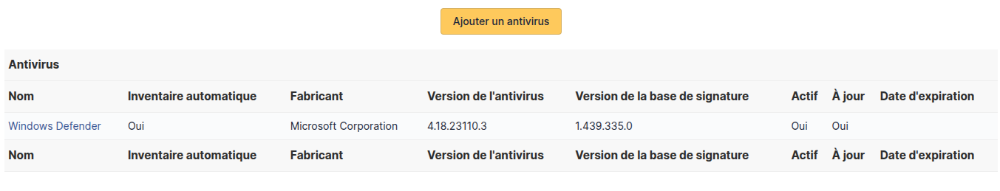 Ajouter un antivirus
Antivirus
Nom Inventaire automatique Fabricant Version de l'antivirus Version de la base de signature Actif À jour Date d'expiration
Windows Defender Oui Microsoft Corporation 4.18.23110.3 1.439.335.0 Oui Oui
Nom Inventaire automatique Fabricant Version de l'antivirus Version de la base de signature Actif À jour Date d'expiration